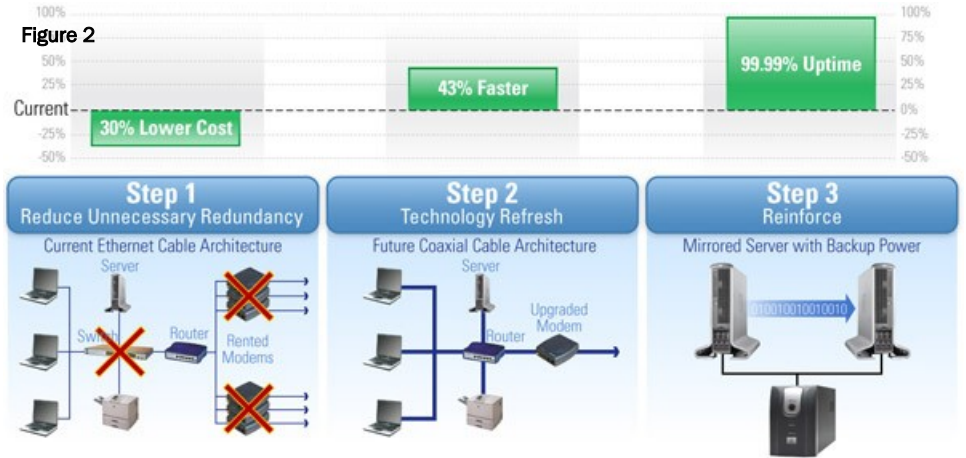 Figure 2
100%
75%
50%
25%
Current
-25%
-50%
100%
75%
50%
25%
0%
-25%
-50%
30% Lower Cost
43% Faster
99.99% Uptime
Step 1
Reduce Unnecessary Redundancy
Current Ethernet Cable Architecture
Server
Switch
Router
Rented
Modems
Step 2
Technology Refresh
Future Coaxial Cable Architecture
Server
Router
Upgraded
Modem
Step 3
Reinforce
Mirrored Server with Backup Power
010010010010010